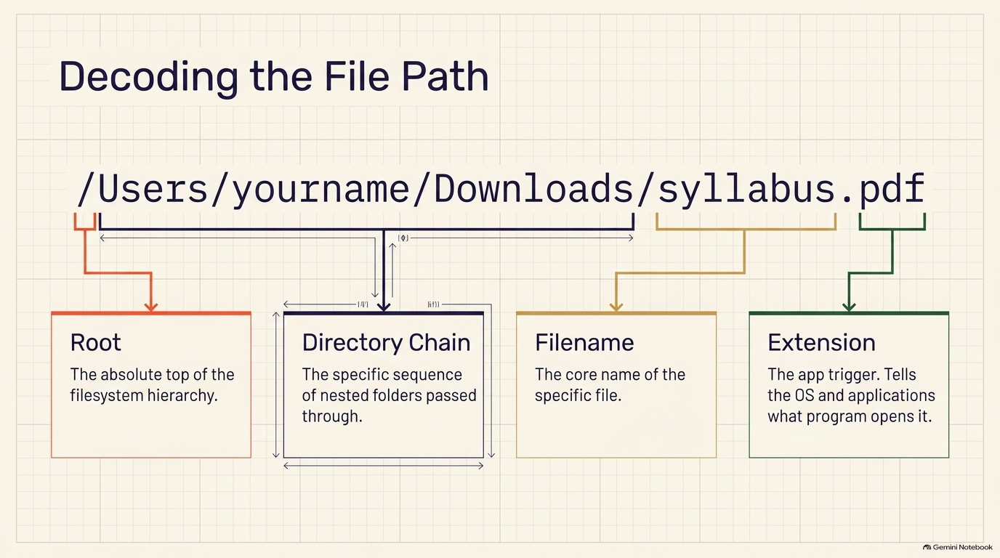 Decoding the File Path
/Users/yourname/Downloads/syllabus.pdf
Root
The absolute top of the
filesystem hierarchy.
Directory Chain
The specific sequence
of nested folders passed
through.
Filename
The core name of the
specific file.
Extension
The app trigger. Tells
the OS and applications
what program opens it.
Gemini Notebook